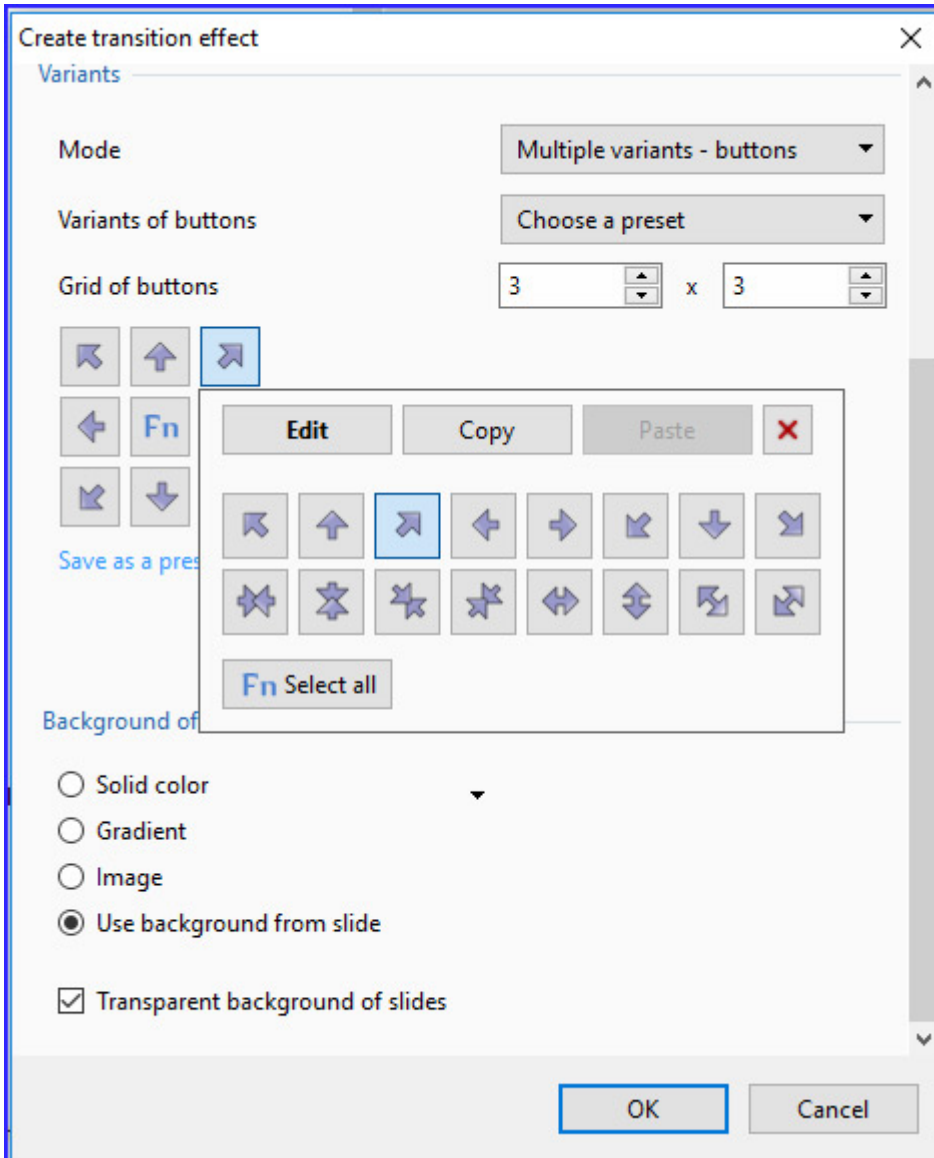 Create transition effect
Variants
Mode
Multiple variants - buttons
Variants of buttons
Choose a preset
Grid of buttons
3 x 3
Edit Copy Paste
Fn
Save as a pres
Fn Select all
Background of
Solid color
Gradient
Image
Use background from slide
Transparent background of slides
OK Cancel